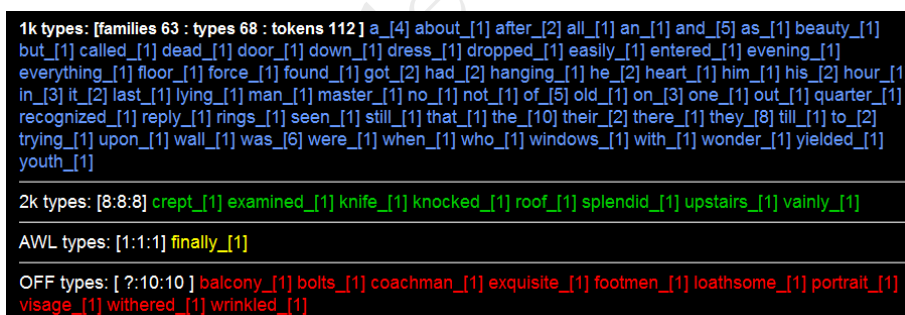 1k types: [families 63 : types 68 : tokens 112 ] a_[4] about_[1] after_[2] all_[1] an_[1] and_[5] as_[1] beauty_[1]
but_[1] called_[1] dead_[1] door_[1] down_[1] dress_[1] dropped_[1] easily_[1] entered_[1] evening_[1]
everything_[1] floor_[1] force_[1] found_[1] got_[2] had_[2] hanging_[1] he_[2] heart_[1] him_[1] his_[2] hour_[1
in_[3] it_[2] last_[1] lying_[1] man_[1] master_[1] no_[1] not_[1] of_[5] old_[1] on_[3] one_[1] out_[1] quarter_[1]
recognized_[1] reply_[1] rings_[1] seen_[1] still_[1] that_[1] the_[10] their_[2] there_[1] they_[8] till_[1] to_[2]
trying_[1] upon_[1] wall_[1] was_[6] were_[1] when_[1] who_[1] windows_[1] with_[1] wonder_[1] yielded_[1]
youth_[1]
2k types: [8:8:8] crept_[1] examined_[1] knife_[1] knocked_[1] roof_[1] splendid_[1] upstairs_[1] vainly_[1]
AWL types: [1:1:1] finally_[1]
OFF types: [ ?:10:10 ] balcony_[1] bolts_[1] coachman_[1] exquisite_[1] footmen_[1] loathsome_[1] portrait_[1]
visage_[1] withered_[1] wrinkled_[1]